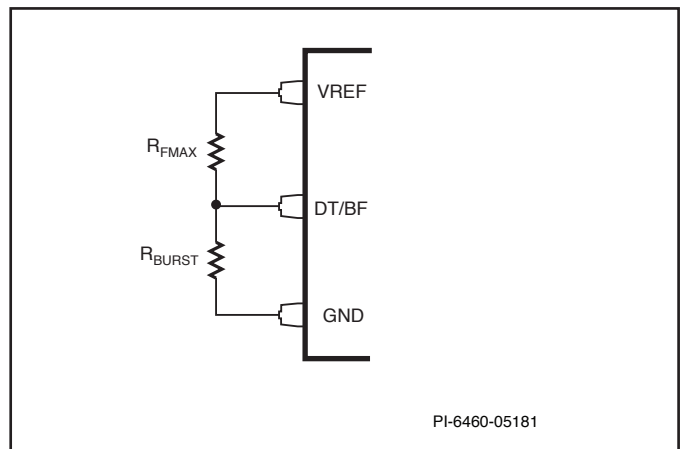 VREF
RFMAX
DT/BF
RBURST
GND
PI-6460-05181